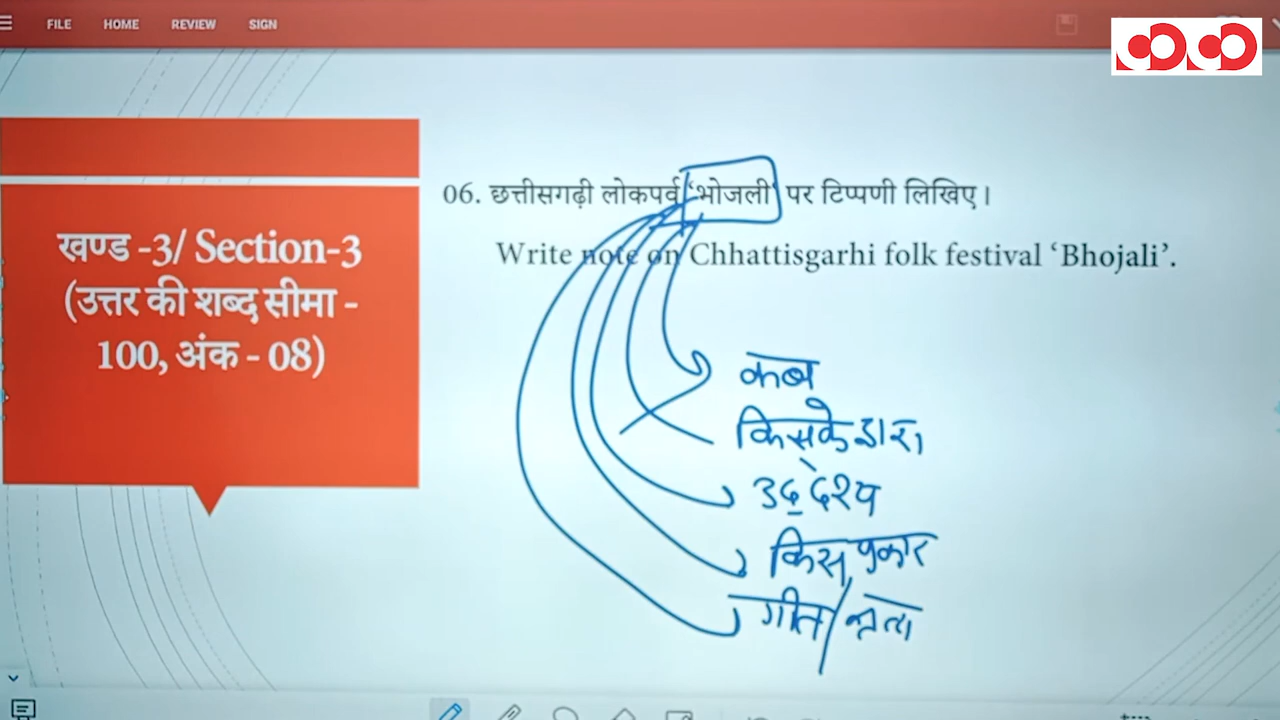 FILE HOME REVIEW SIGN
खण्ड -3/ Section-3
(उत्तर की शब्द सीमा -
100, अंक - 08)
06. छत्तीसगढ़ी लोकपर्व 'भोजली' पर टिप्पणी लिखिए।
Write note on Chhattisgarhi folk festival ‘Bhojali’.
कब
किसके द्वारा
उद्देश्य
किस प्रकार
गीत/नृत्य